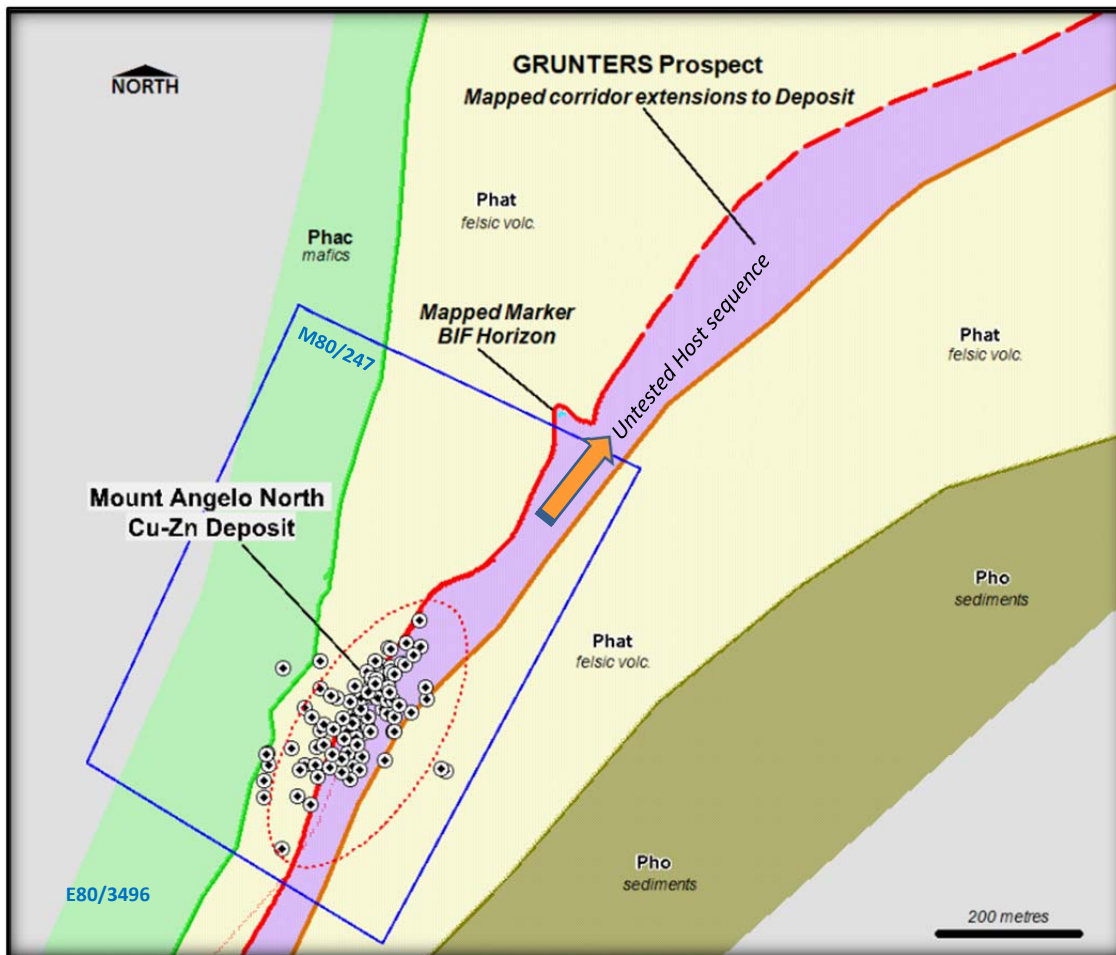 GRUNTERS Prospect
Mapped corridor extensions to Deposit
NORTH
Phat
felsic volc.
Phac
mafics
Untested Host sequence
Mapped Marker
BIF Horizon
M80/247
Phat
felsic volc.
Mount Angelo North
Cu-Zn Deposit
Pho
sediments
Phat
felsic volc.
Pho
sediments
E80/3496
200 metres